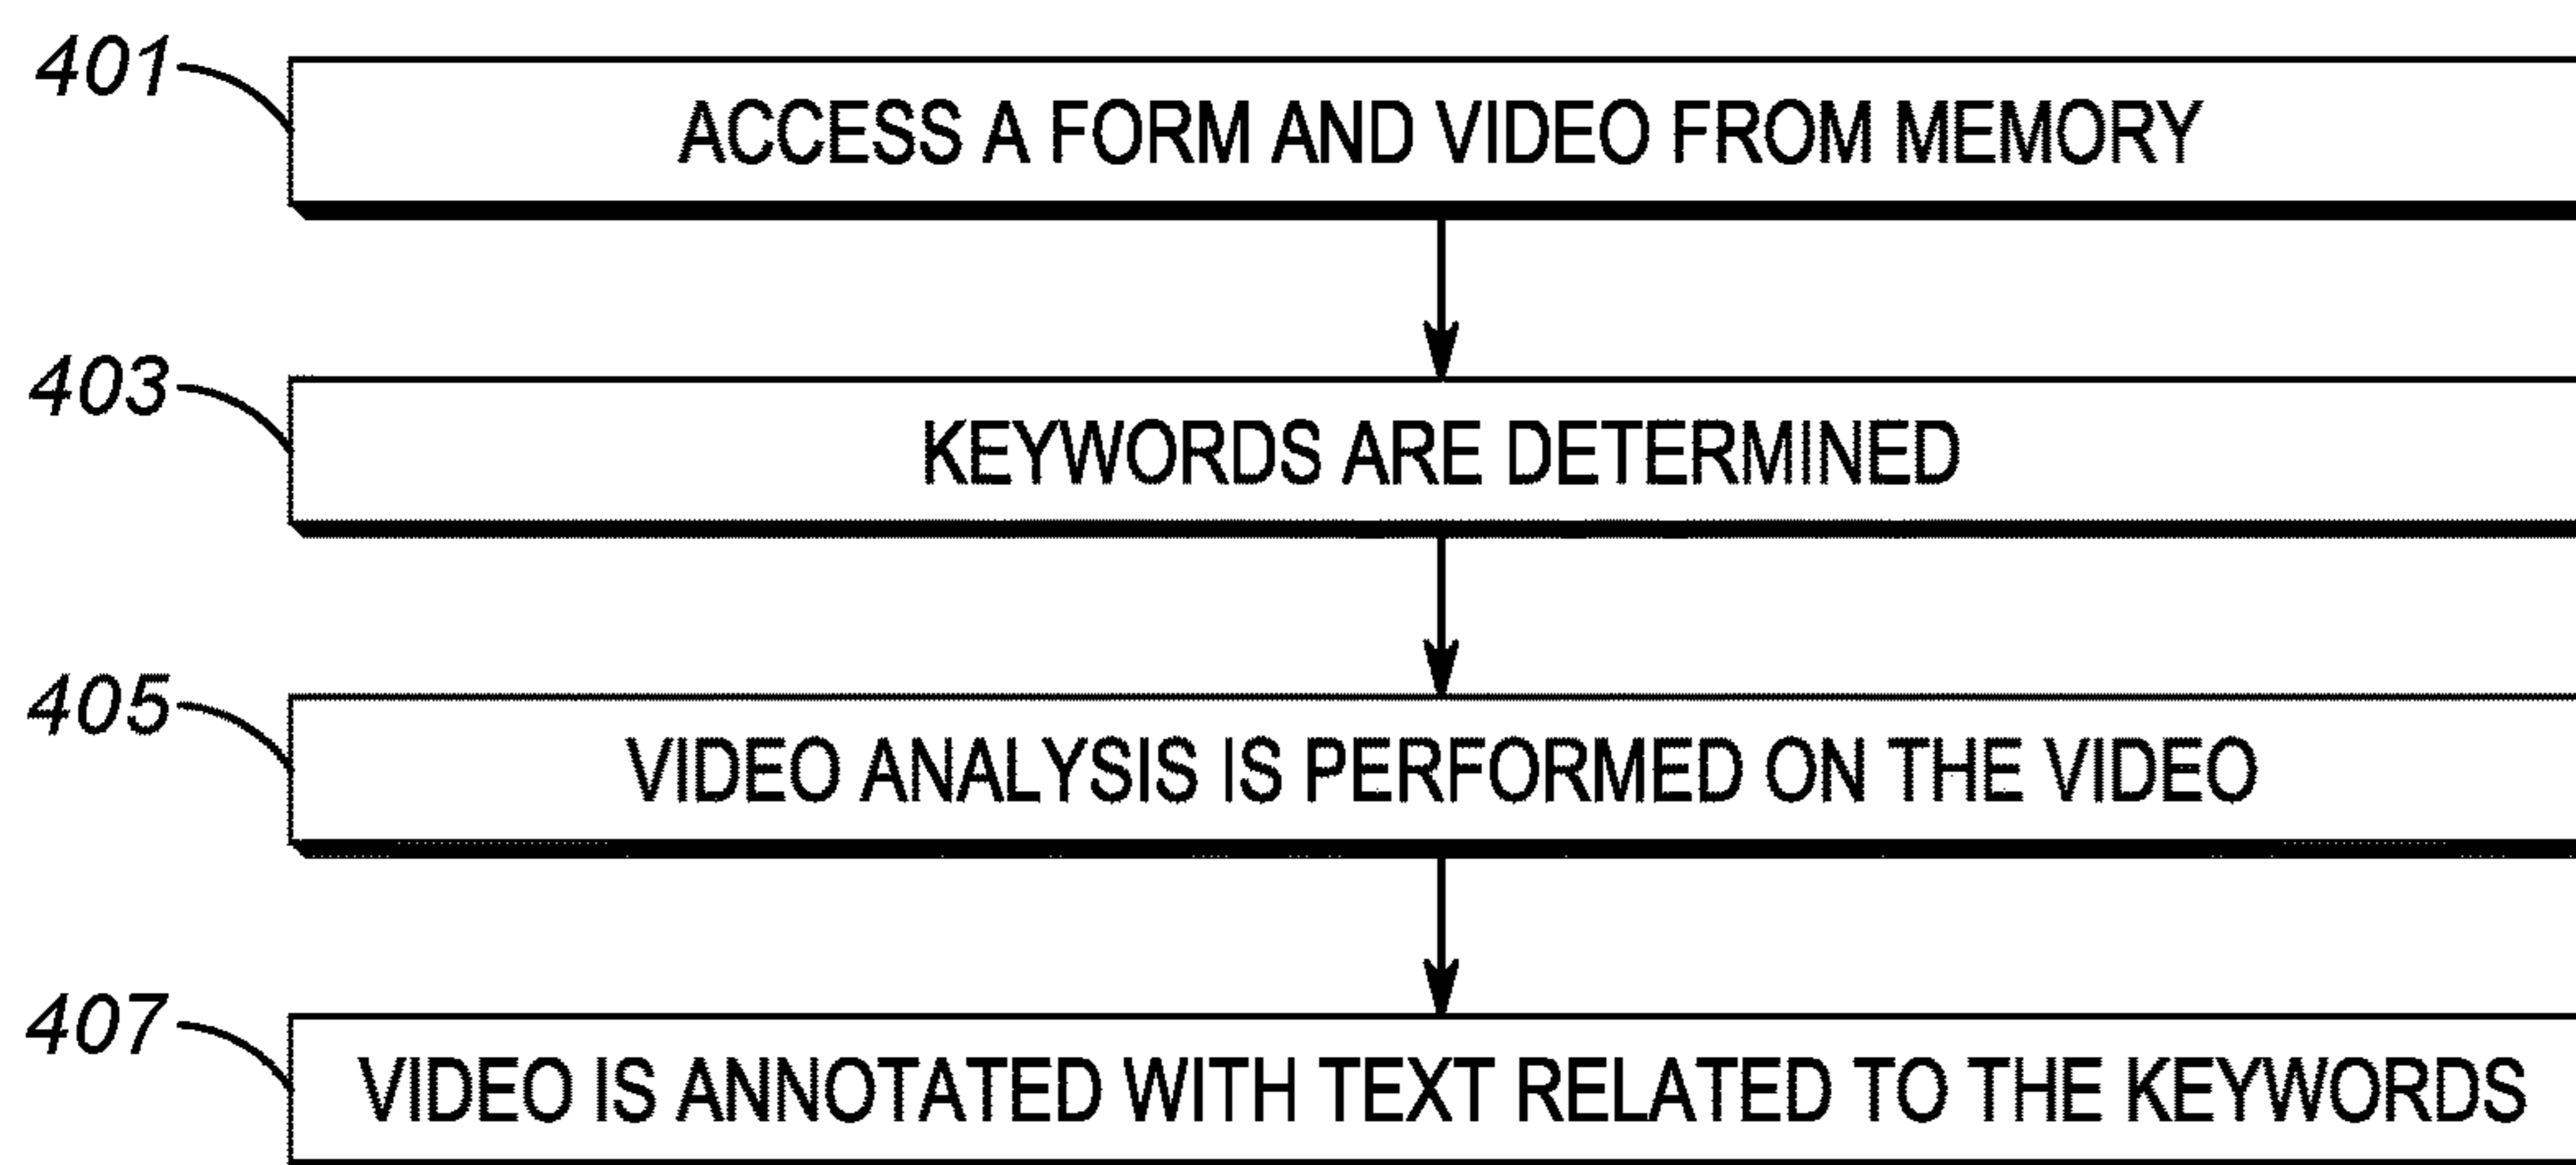 401 ACCESS A FORM AND VIDEO FROM MEMORY
403 KEYWORDS ARE DETERMINED
405 VIDEO ANALYSIS IS PERFORMED ON THE VIDEO
407 VIDEO IS ANNOTATED WITH TEXT RELATED TO THE KEYWORDS